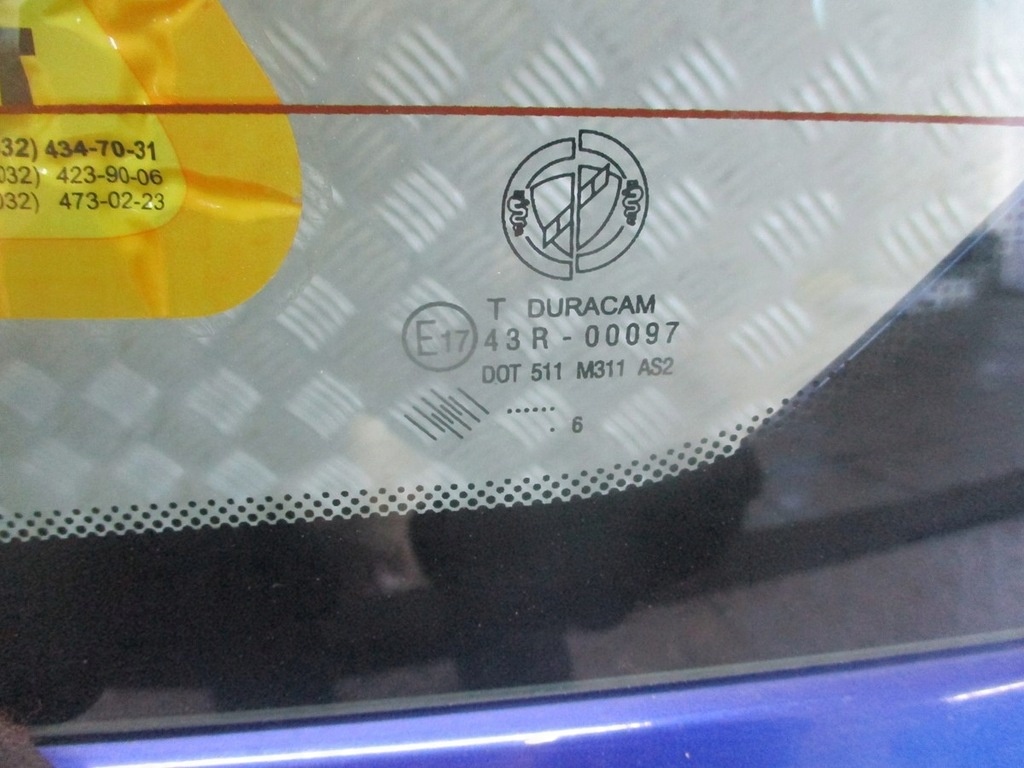 32) 434-70-31
032) 423-90-06
032) 473-02-23
T DURACAM
E17 43R-00097
DOT 511 M311 AS2
.......
. 6